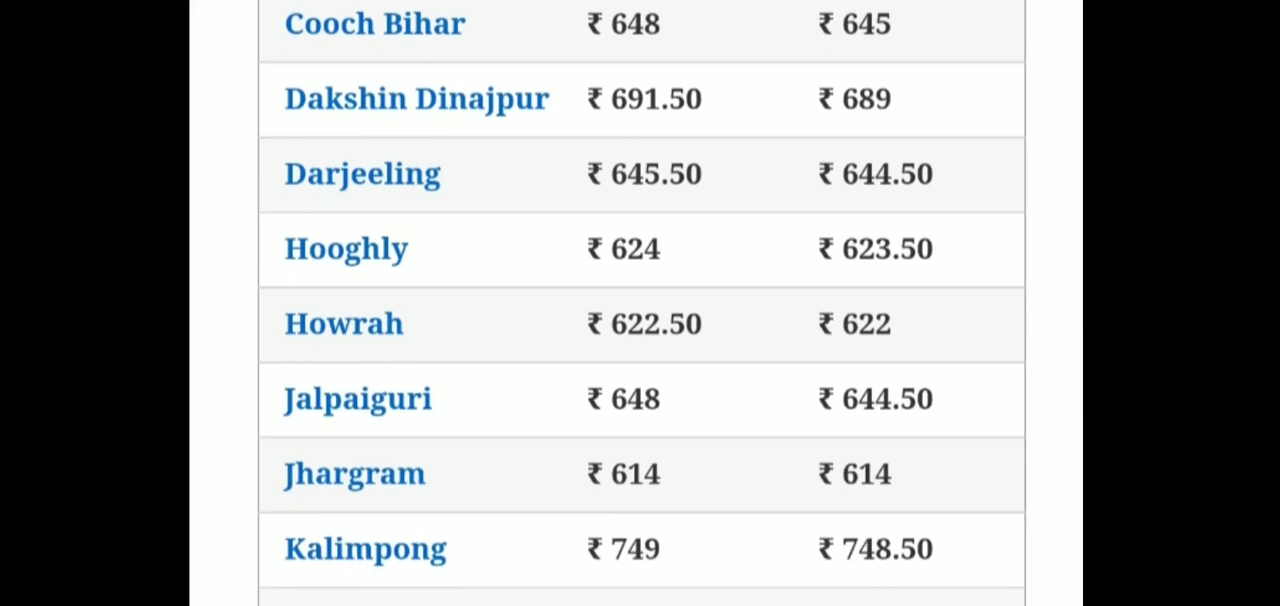 Cooch Bihar ₹ 648 ₹ 645
Dakshin Dinajpur ₹ 691.50 ₹ 689
Darjeeling ₹ 645.50 ₹ 644.50
Hooghly ₹ 624 ₹ 623.50
Howrah ₹ 622.50 ₹ 622
Jalpaiguri ₹ 648 ₹ 644.50
Jhargram ₹ 614 ₹ 614
Kalimpong ₹ 749 ₹ 748.50